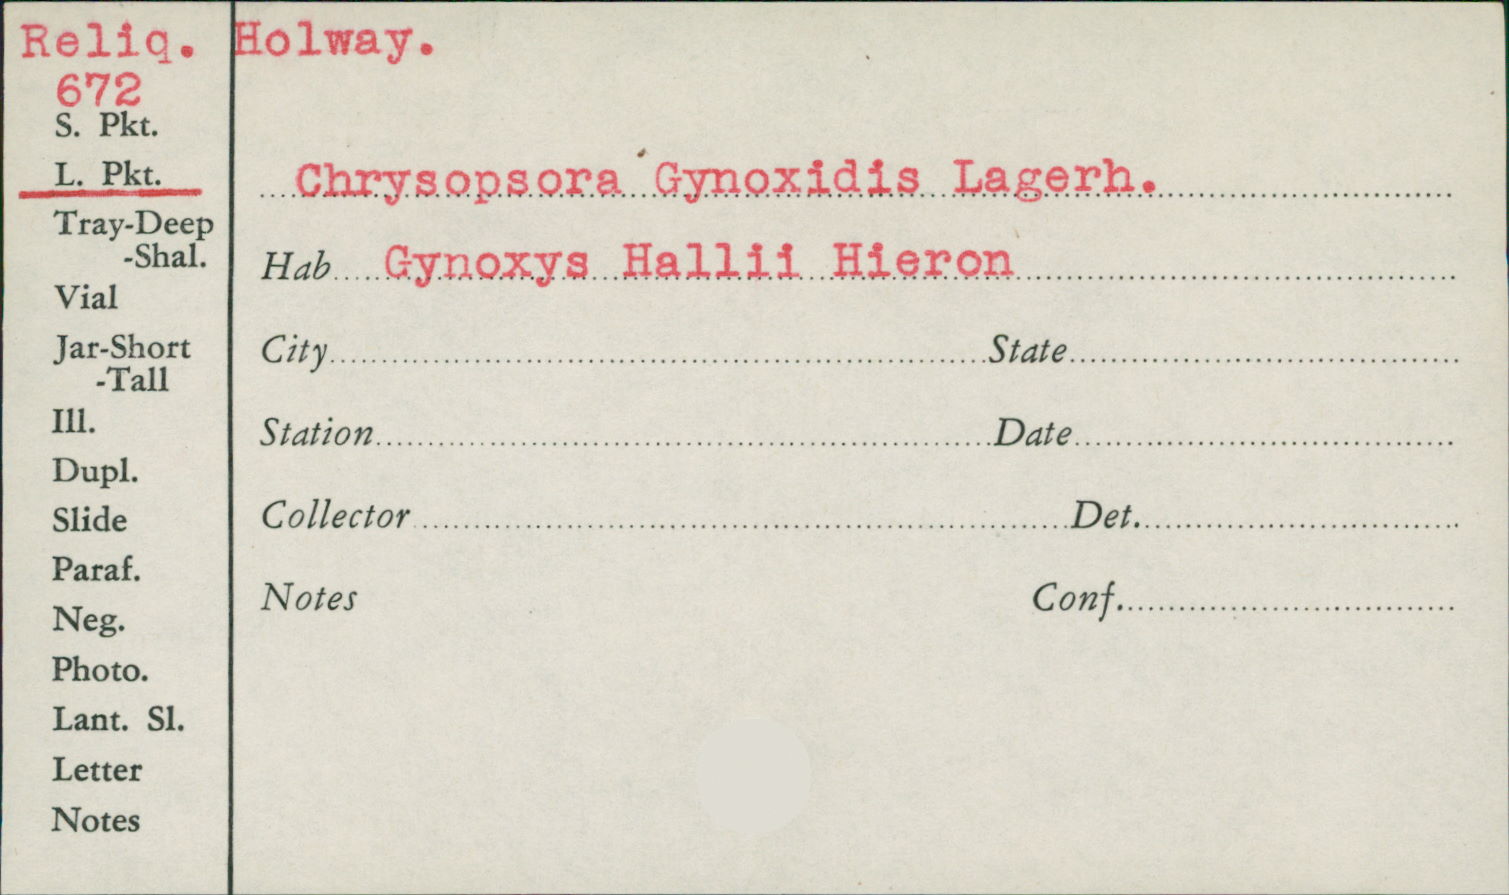 Reliq. Holway.
672
S. Pkt.
L. Pkt.
Tray-Deep
-Shal.
Vial
Jar-Short
-Tall
Ill.
Dupl.
Slide
Paraf.
Neg.
Photo.
Lant. Sl.
Letter
Notes
Chrysopsora Gynoxidis Lagerh.
Hab. Gynoxys Hallii Hieron
City State
Station Date
Collector Det.
Notes Conf.